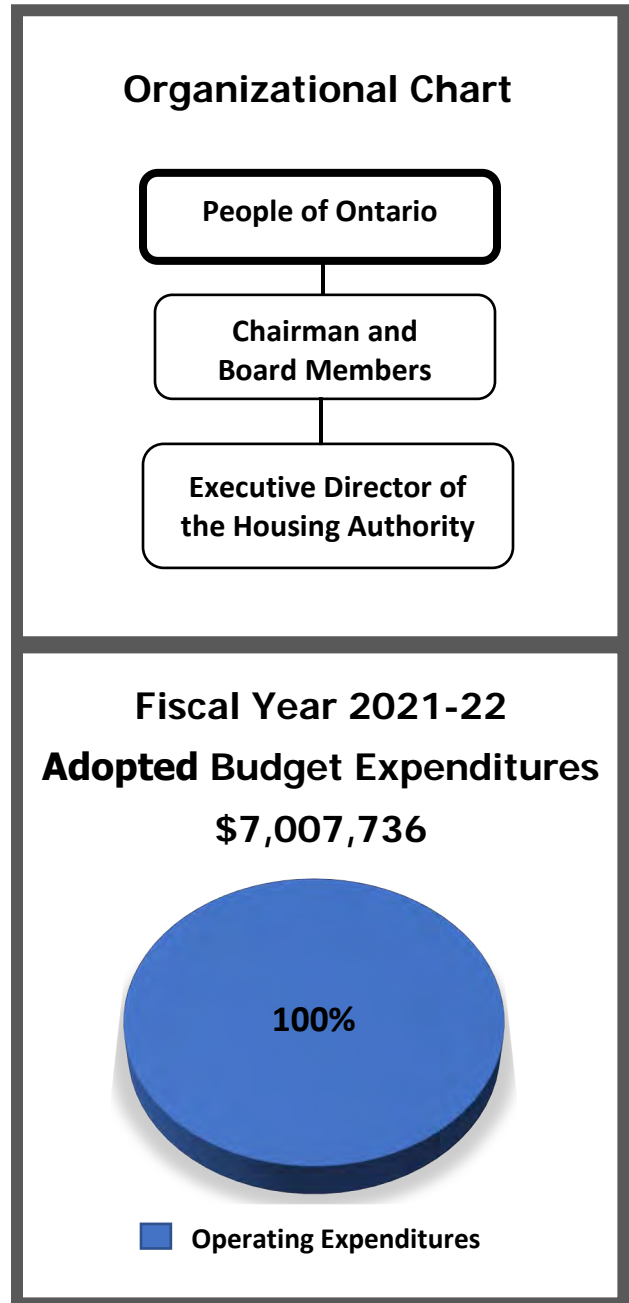 Organizational Chart
People of Ontario
Chairman and
Board Members
Executive Director of
the Housing Authority
Fiscal Year 2021-22
Adopted Budget Expenditures
$7,007,736
100%
Operating Expenditures